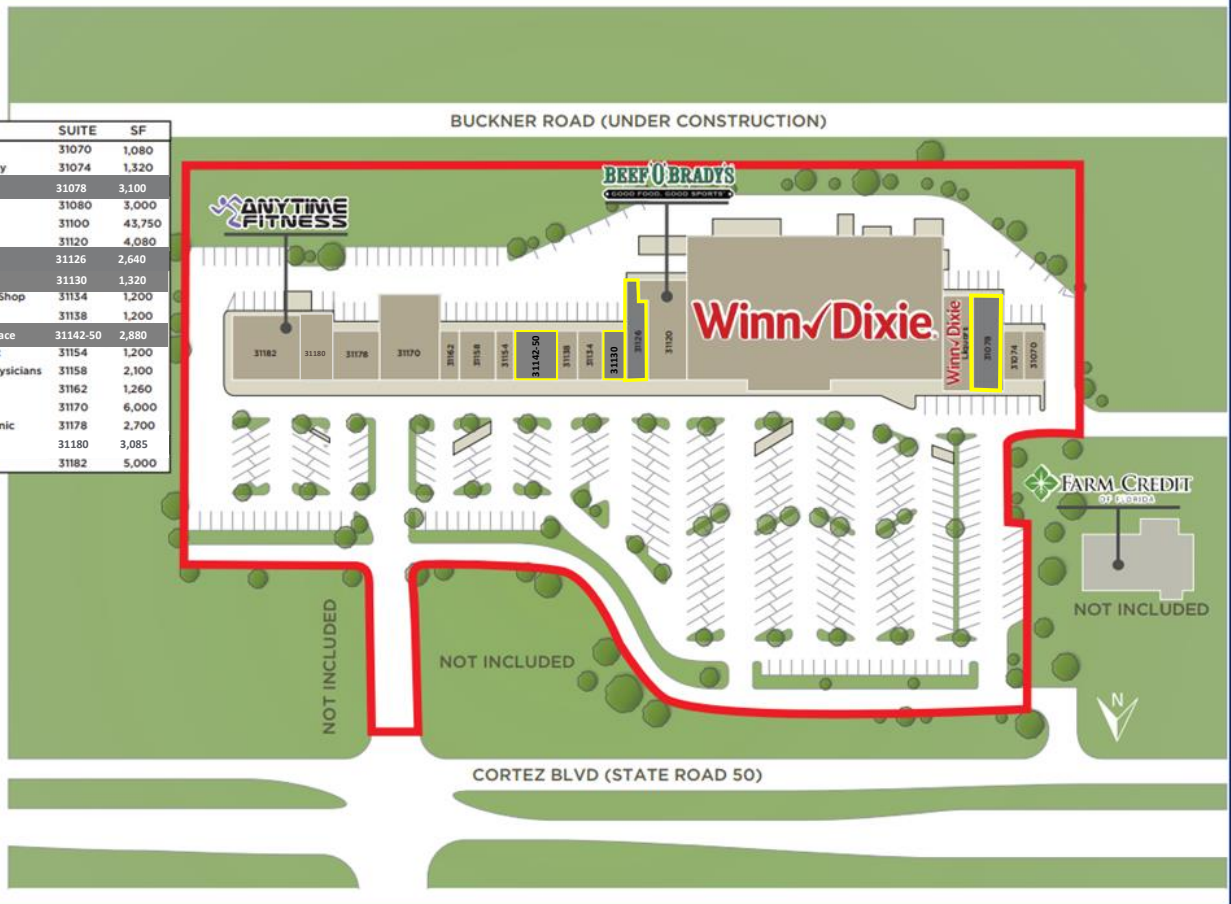 BUCKNER ROAD (UNDER CONSTRUCTION)
SUITE SF
31070 1,080
y 31074 1,320
31078 3,100
31080 3,000
31100 43,750
31120 4,080
31126 2,640
31130 1,320
Shop 31134 1,200
31138 1,200
ace 31142-50 2,880
31154 1,200
ysicians 31158 2,100
31162 1,260
31170 6,000
nic 31178 2,700
31180 3,085
31182 5,000
ANYTIME
FITNESS
BEEF 'O' BRADY'S
GOOD FOOD. GOOD SPORTS
Winn✓Dixie
Winn✓Dixie
Liquors
31182
31180
31178
31170
31162
31158
31154
31142-50
31138
31134
31130
31126
31120
31078
31074
31070
FARM CREDIT
OF FLORIDA
NOT INCLUDED
NOT INCLUDED
NOT INCLUDED
N
CORTEZ BLVD (STATE ROAD 50)